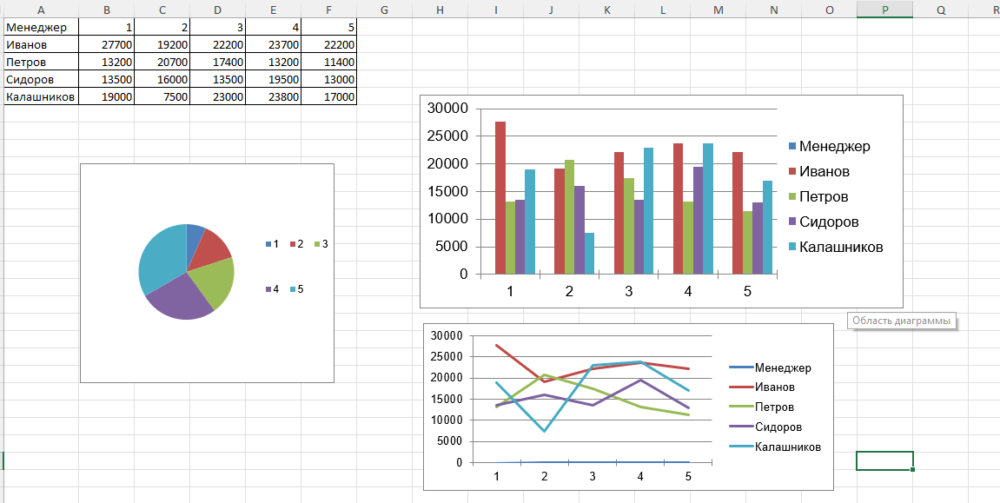 A B C D E F G H I J K L M N O P Q R
Менеджер 1 2 3 4 5
Иванов 27700 19200 22200 23700 22200
Петров 13200 20700 17400 13200 11400
Сидоров 13500 16000 13500 19500 13000
Калашников 19000 7500 23000 23800 17000
30000
25000
20000
15000
10000
5000
0
1 2 3 4 5
Менеджер
Иванов
Петров
Сидоров
Калашников
1 2 3
4 5
Область диаграммы
30000
25000
20000
15000
10000
5000
0
1 2 3 4 5
Менеджер
Иванов
Петров
Сидоров
Калашников